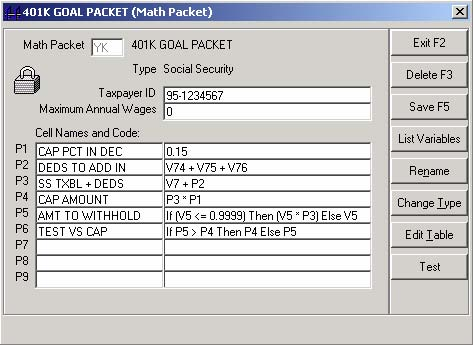 401K GOAL PACKET (Math Packet)
Math Packet YK 401K GOAL PACKET
Type Social Security
Taxpayer ID 95-1234567
Maximum Annual Wages 0
Cell Names and Code:
P1 CAP PCT IN DEC 0.15
P2 DEDS TO ADD IN V74 + V75 + V76
P3 SS TXBL + DEDS V7 + P2
P4 CAP AMOUNT P3 * P1
P5 AMT TO WITHHOLD If (V5 <= 0.9999) Then (V5 * P3) Else V5
P6 TEST VS CAP If P5 > P4 Then P4 Else P5
P7
P8
P9
Exit F2
Delete F3
Save F5
List Variables
Rename
Change Type
Edit Table
Test